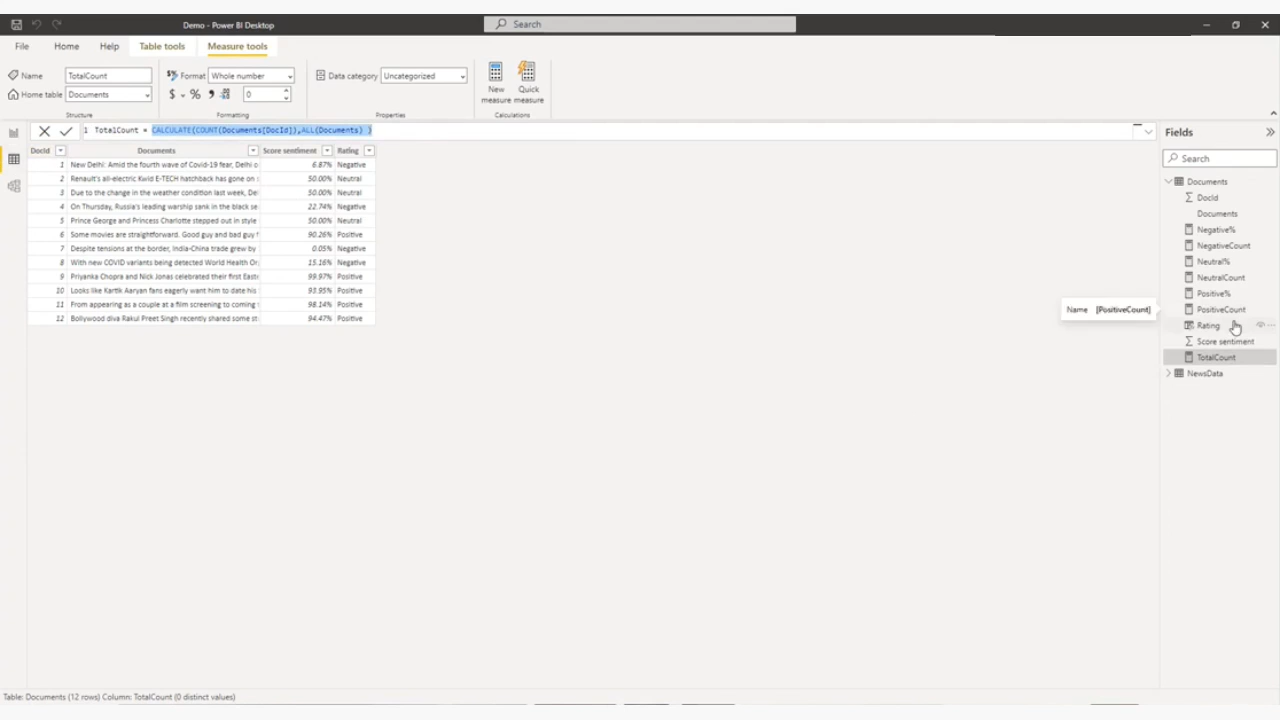 Demo - Power BI Desktop
Search
File Home Help Table tools Measure tools
Name TotalCount
Format Whole number
Data category Uncategorized
New measure
Quick measure
Home table Documents
$ % 0
Structure Formatting Properties Calculations
1 TotalCount = CALCULATE(COUNT(Documents[DocId]),ALL(Documents) )
DocId Documents Score sentiment Rating
1 New Delhi: Amid the fourth wave of Covid-19 fear, Delhi 6.87% Negative
2 Renault's all-electric Kwid E-TECH hatchback has gone on 50.00% Neutral
3 Due to the change in the weather condition last week, Del 50.00% Neutral
4 On Thursday, Russia's leading warship sank in the black se 22.74% Negative
5 Prince George and Princess Charlotte stepped out in style 50.00% Neutral
6 Some movies are straightforward. Good guy and bad guy 90.26% Positive
7 Despite tensions at the border, India-China trade grew by 0.05% Negative
8 With new COVID variants being detected World Health Or 15.16% Negative
9 Priyanka Chopra and Nick Jonas celebrated their first Easte 99.97% Positive
10 Looks like Kartik Aaryan fans eagerly want him to date his 93.95% Positive
11 From appearing as a couple at a film screening to coming 98.14% Positive
12 Bollywood diva Rakul Preet Singh recently shared some st 94.47% Positive
Fields
Search
Documents
DocId
Documents
Negative%
NegativeCount
Neutral%
NeutralCount
Positive%
PositiveCount
Name [PositiveCount]
Rating
Score sentiment
TotalCount
NewsData
Table: Documents (12 rows) Column: TotalCount (0 distinct values)